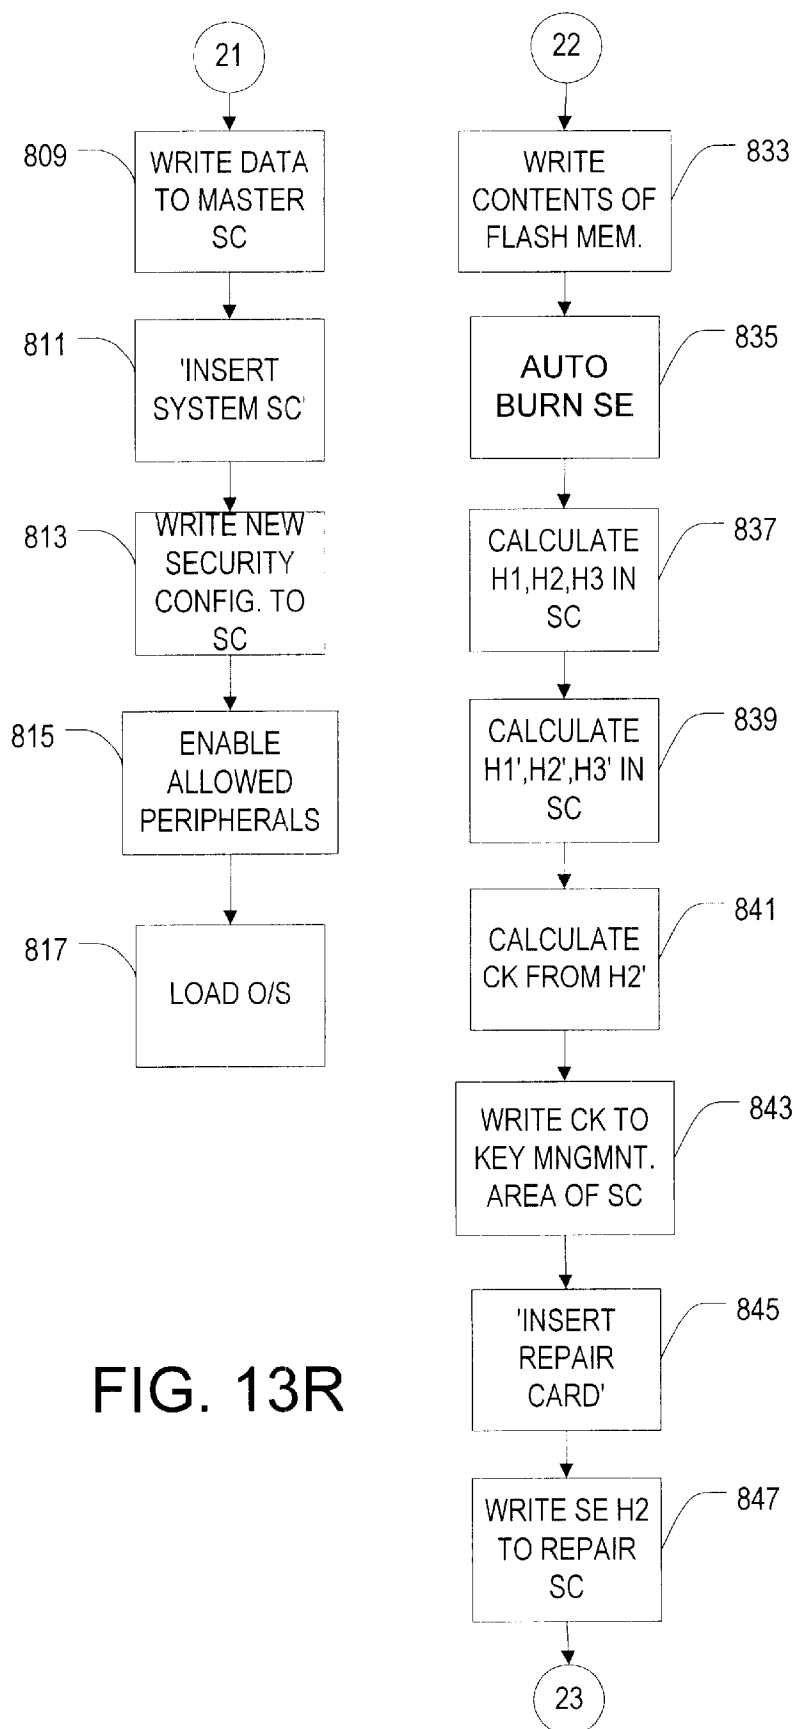 21
809
WRITE DATA
TO MASTER
SC
811
'INSERT
SYSTEM SC'
813
WRITE NEW
SECURITY
CONFIG. TO
SC
815
ENABLE
ALLOWED
PERIPHERALS
817
LOAD O/S
22
833
WRITE
CONTENTS OF
FLASH MEM.
835
AUTO
BURN SE
837
CALCULATE
H1,H2,H3 IN
SC
839
CALCULATE
H1',H2',H3' IN
SC
841
CALCULATE
CK FROM H2'
843
WRITE CK TO
KEY MNGMNT.
AREA OF SC
845
'INSERT
REPAIR
CARD'
847
WRITE SE H2
TO REPAIR
SC
23
FIG. 13R